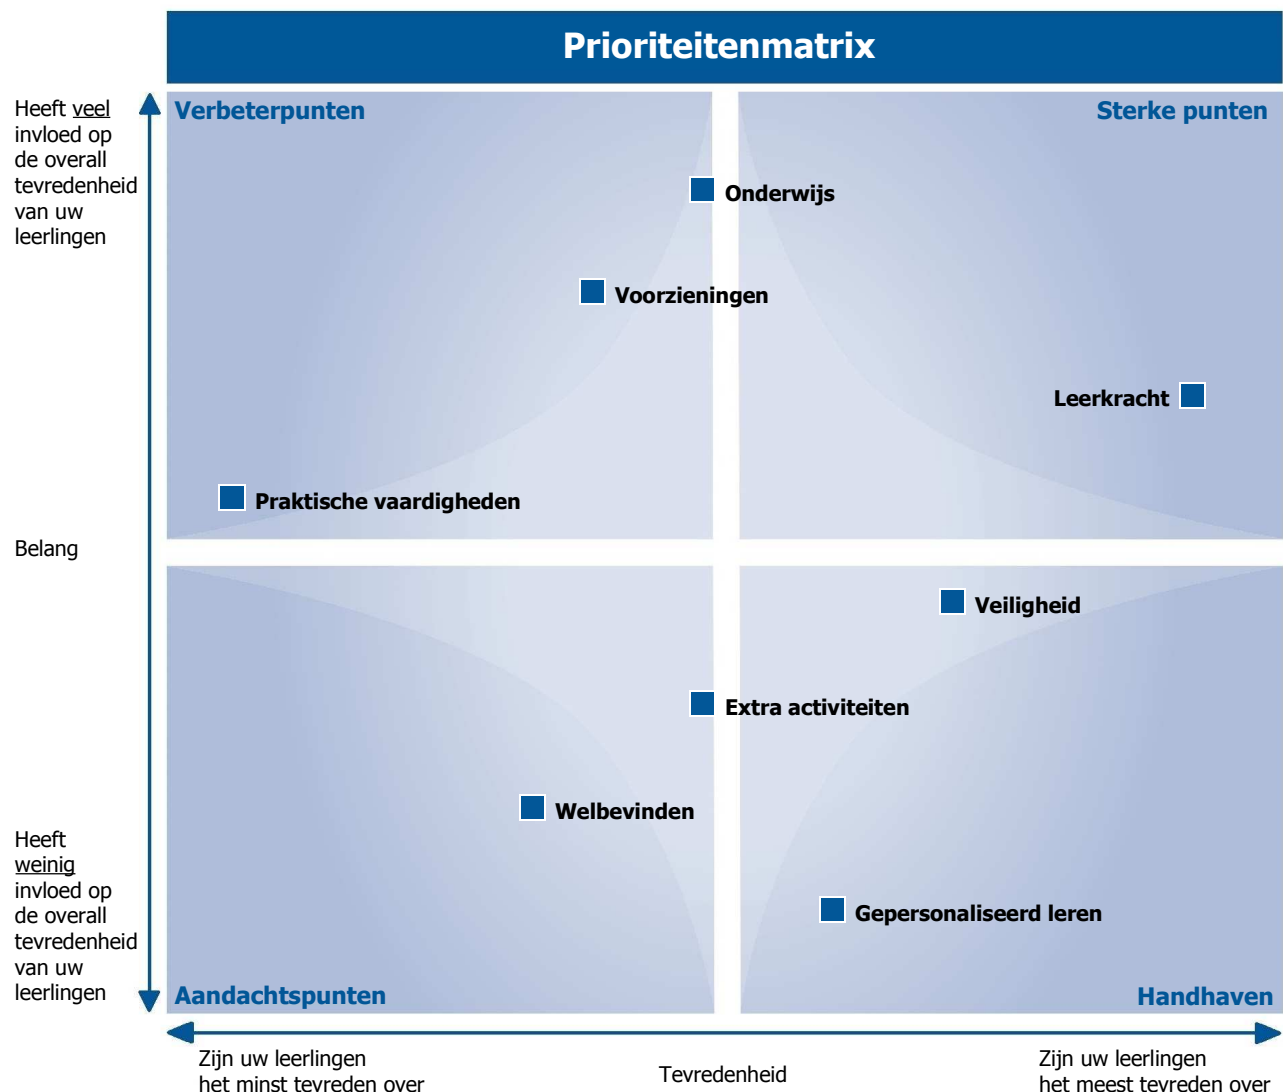 Prioriteitenmatrix
Heeft veel
invloed op
de overall
tevredenheid
van uw
leerlingen
Verbeterpunten
Sterke punten
Onderwijs
Voorzieningen
Leerkracht
Praktische vaardigheden
Belang
Veiligheid
Extra activiteiten
Welbevinden
Gepersonaliseerd leren
Heeft
weinig
invloed op
de overall
tevredenheid
van uw
leerlingen
Aandachtspunten
Handhaven
Zijn uw leerlingen
het minst tevreden over
Tevredenheid
Zijn uw leerlingen
het meest tevreden over